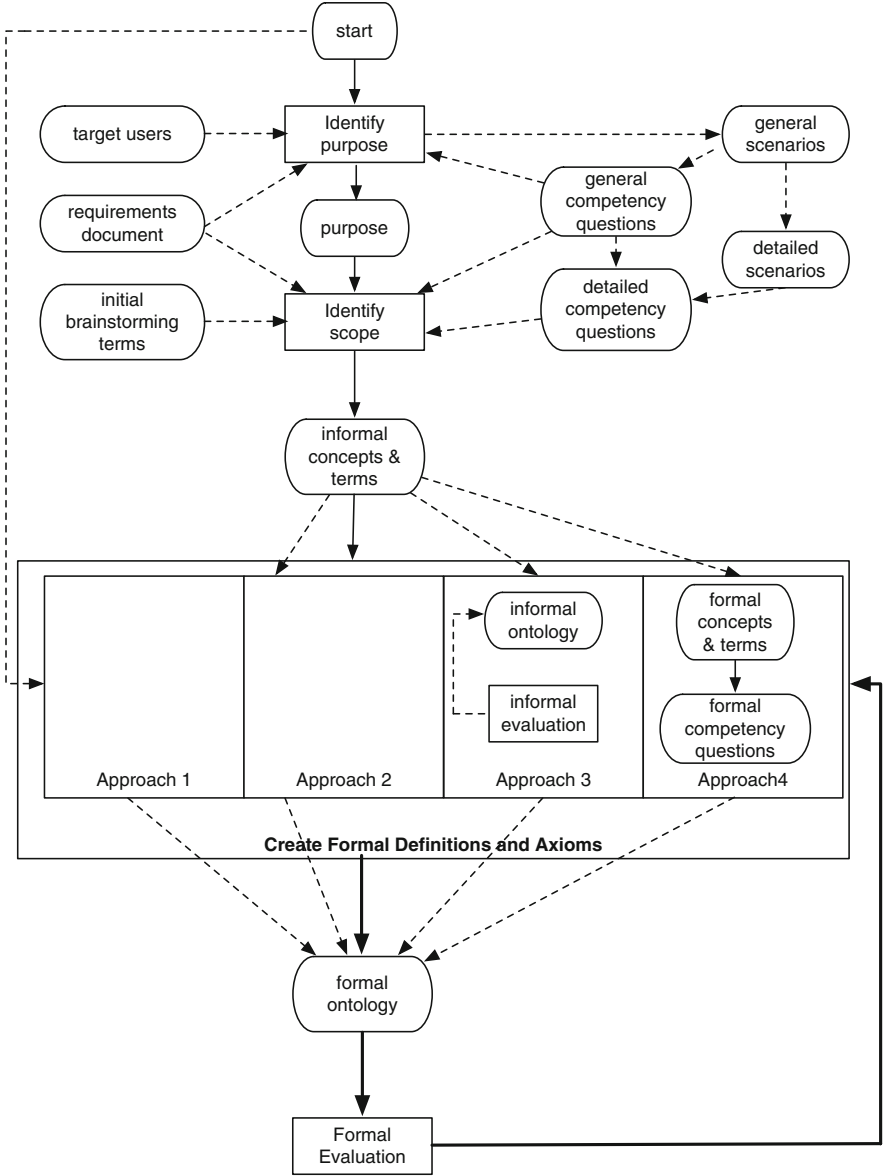 start
target users
Identify
purpose
general
scenarios
requirements
document
purpose
general
competency
questions
detailed
scenarios
initial
brainstorming
terms
Identify
scope
detailed
competency
questions
informal
concepts &
terms
informal
ontology
formal
concepts
& terms
informal
evaluation
formal
competency
questions
Approach 1
Approach 2
Approach 3
Approach4
Create Formal Definitions and Axioms
formal
ontology
Formal
Evaluation